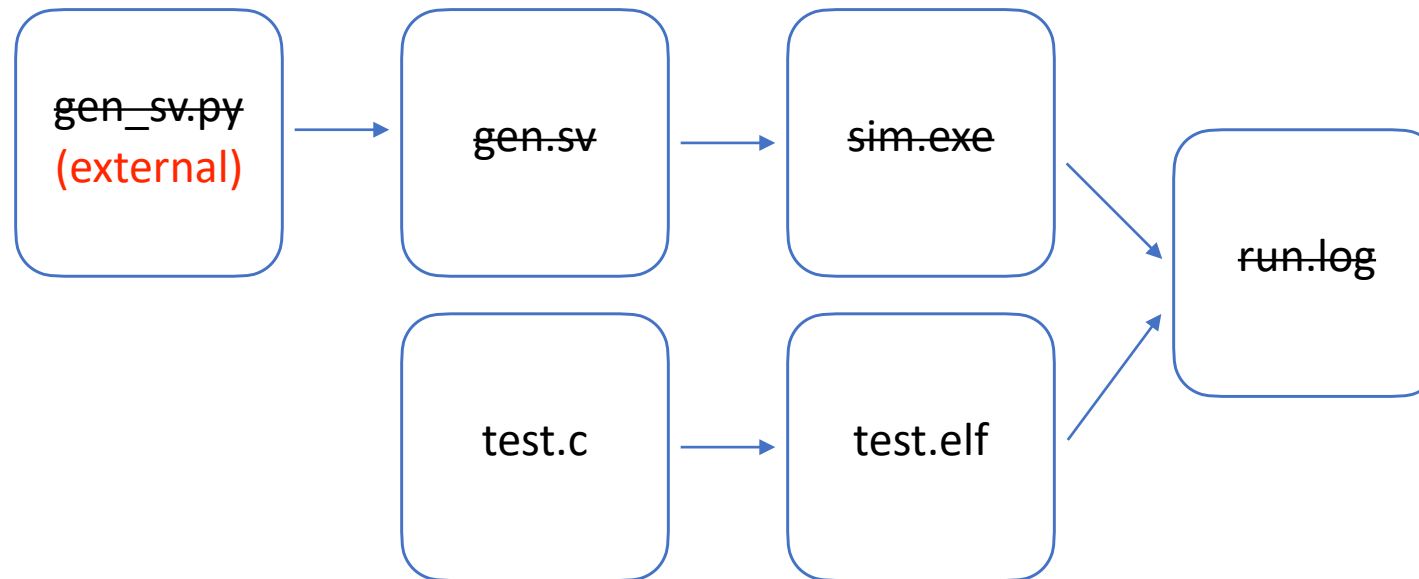 gen_sv.py
(external)
gen.sv
sim.exe
run.log
test.c
test.elf